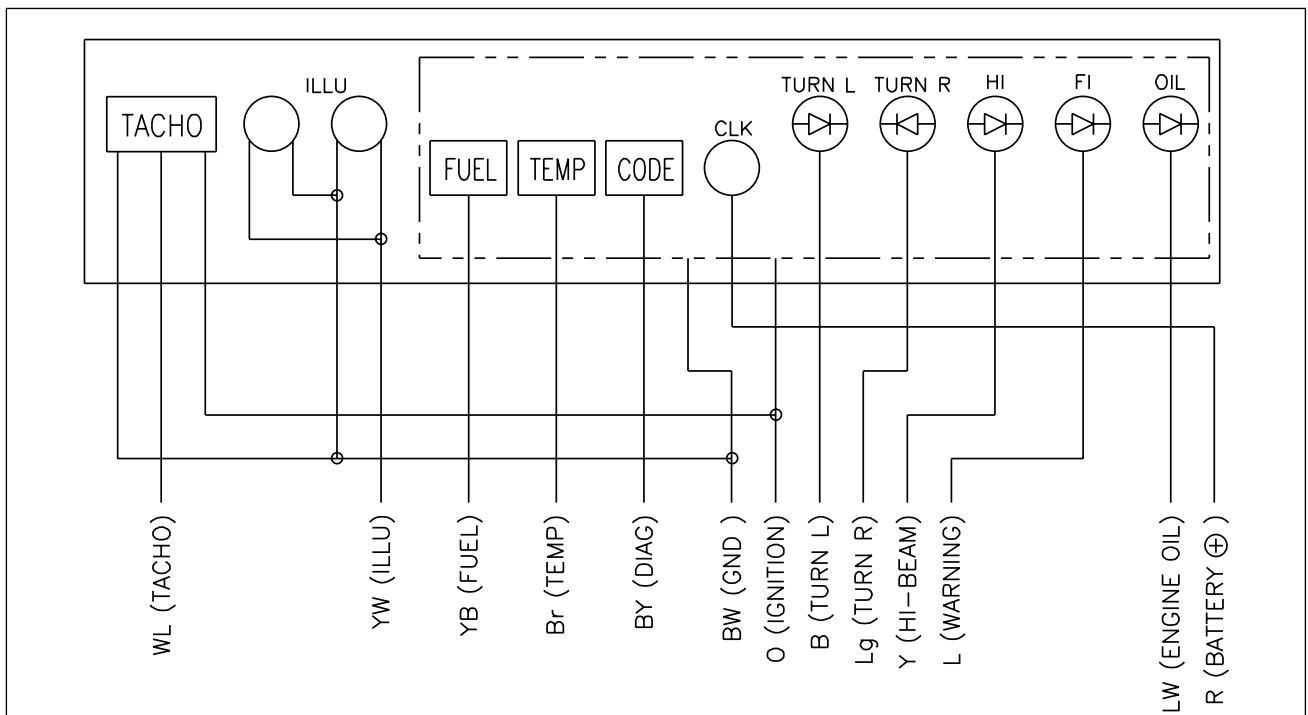 ILLU
TURN L
TURN R
HI
FI
OIL
TACHO
CLK
FUEL
TEMP
CODE
WL (TACHO)
YW (ILLU)
YB (FUEL)
Br (TEMP)
BY (DIAG)
BW (GND )
O (IGNITION)
B (TURN L)
Lg (TURN R)
Y (HI-BEAM)
L (WARNING)
LW (ENGINE OIL)
R (BATTERY ⊕)